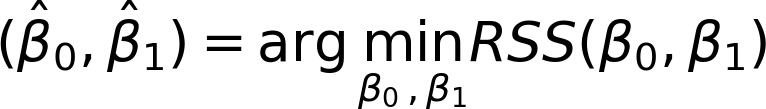 (β̂₀, β̂₁) = arg min RSS(β₀, β₁)
β₀ , β₁